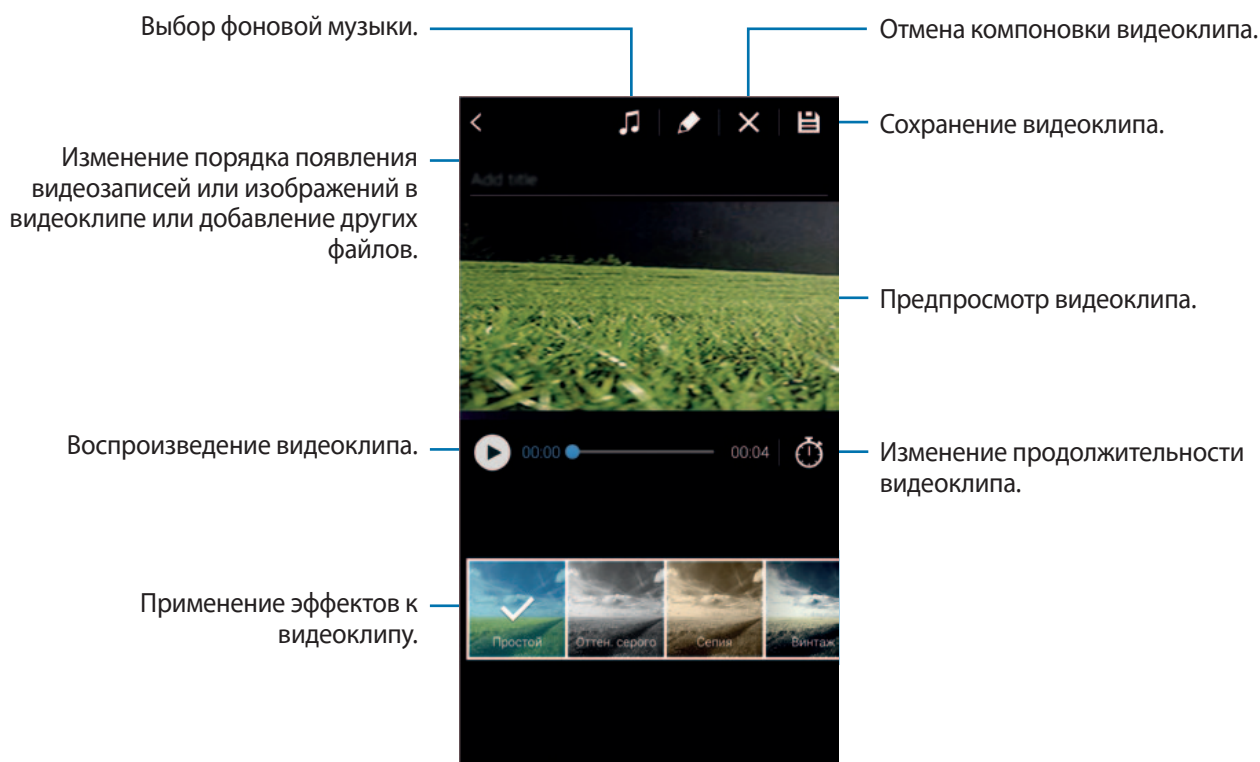 Выбор фоновой музыки.
Отмена компоновки видеоклипа.
Сохранение видеоклипа.
Изменение порядка появления
видеозаписей или изображений в
видеоклипе или добавление других
файлов.
Add title
Предпросмотр видеоклипа.
Воспроизведение видеоклипа.
00:00
00:04
Изменение продолжительности
видеоклипа.
Применение эффектов к
видеоклипу.
Простой
Оттен. серого
Сепия
Винтаж